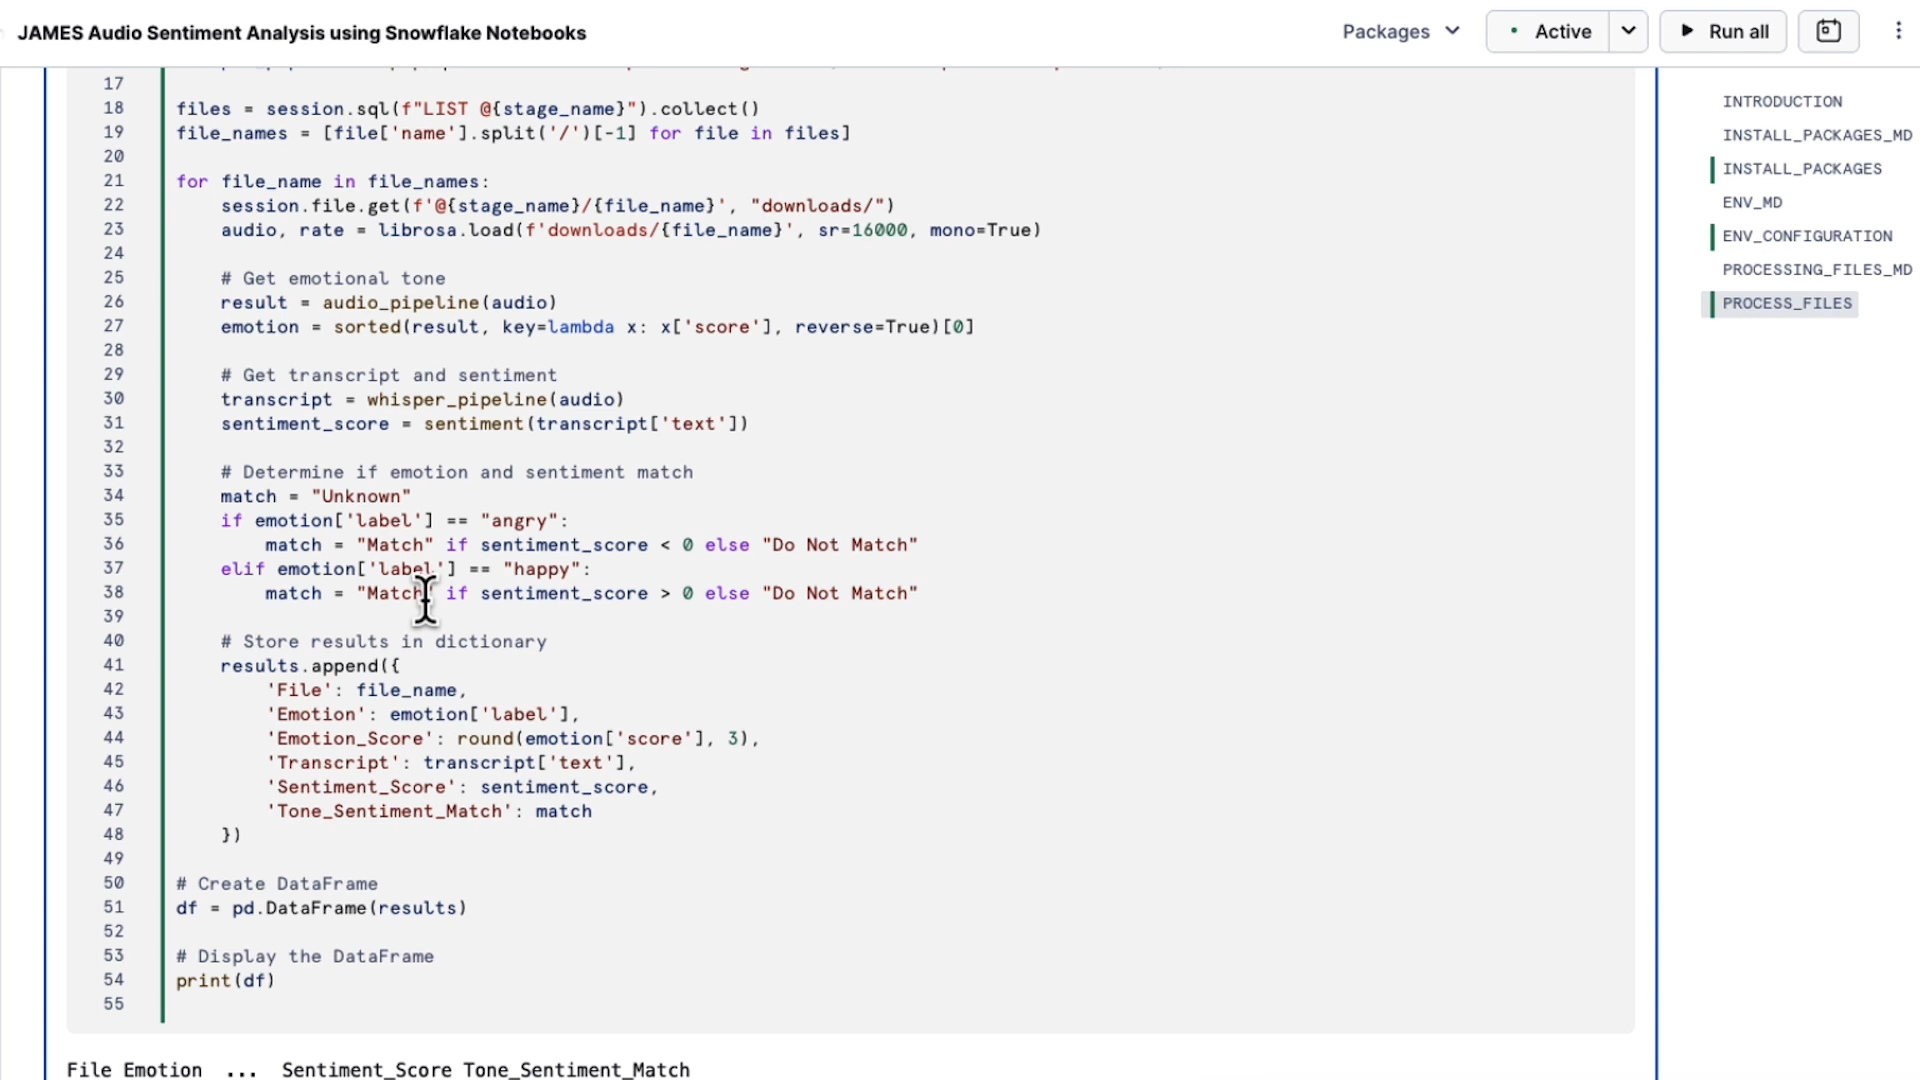 JAMES Audio Sentiment Analysis using Snowflake Notebooks
Packages
Active
Run all
17
18 files = session.sql(f"LIST @{stage_name}").collect()
19 file_names = [file['name'].split('/')[-1] for file in files]
20
21 for file_name in file_names:
22     session.file.get(f'@{stage_name}/{file_name}', "downloads/")
23     audio, rate = librosa.load(f'downloads/{file_name}', sr=16000, mono=True)
24
25     # Get emotional tone
26     result = audio_pipeline(audio)
27     emotion = sorted(result, key=lambda x: x['score'], reverse=True)[0]
28
29     # Get transcript and sentiment
30     transcript = whisper_pipeline(audio)
31     sentiment_score = sentiment(transcript['text'])
32
33     # Determine if emotion and sentiment match
34     match = "Unknown"
35     if emotion['label'] == "angry":
36         match = "Match" if sentiment_score < 0 else "Do Not Match"
37     elif emotion['label'] == "happy":
38         match = "Match" if sentiment_score > 0 else "Do Not Match"
39
40     # Store results in dictionary
41     results.append({
42         'File': file_name,
43         'Emotion': emotion['label'],
44         'Emotion_Score': round(emotion['score'], 3),
45         'Transcript': transcript['text'],
46         'Sentiment_Score': sentiment_score,
47         'Tone_Sentiment_Match': match
48     })
49
50 # Create DataFrame
51 df = pd.DataFrame(results)
52
53 # Display the DataFrame
54 print(df)
55
File Emotion ... Sentiment_Score Tone_Sentiment_Match
INTRODUCTION
INSTALL_PACKAGES_MD
INSTALL_PACKAGES
ENV_MD
ENV_CONFIGURATION
PROCESSING_FILES_MD
PROCESS_FILES